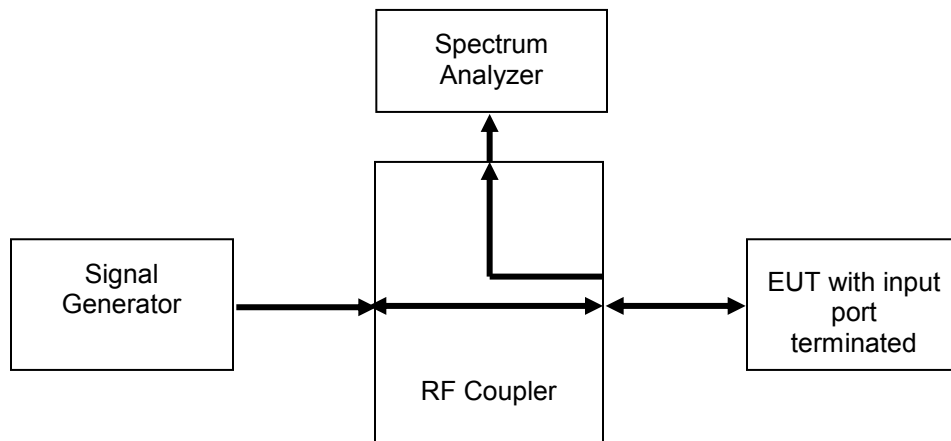 Spectrum
Analyzer
Signal
Generator
EUT with input
port
terminated
RF Coupler